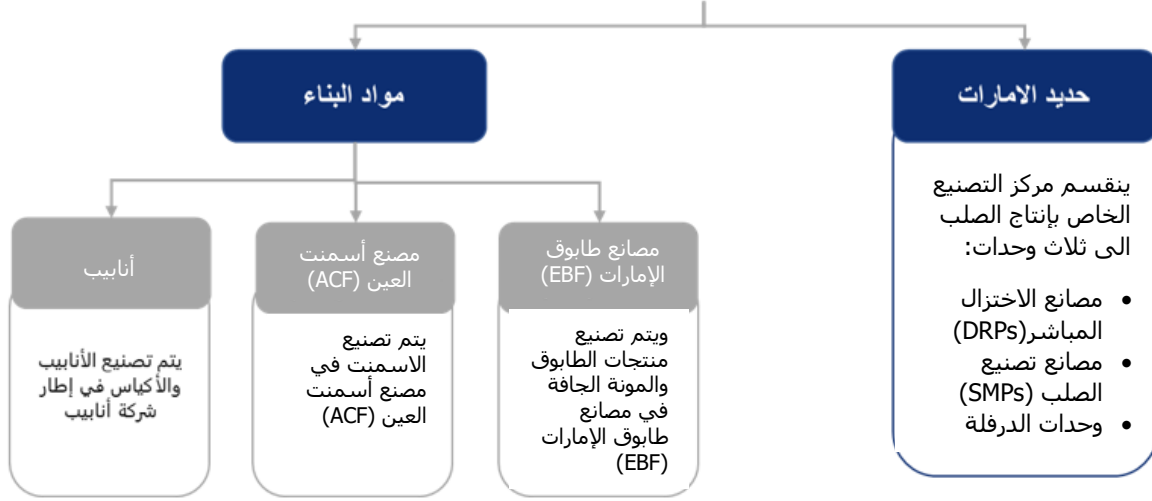 حديد الامارات
ينقسم مركز التصنيع
الخاص بإنتاج الصلب
الى ثلاث وحدات:
• مصانع الاختزال
المباشر(DRPs)
• مصانع تصنيع
الصلب (SMPs)
• وحدات الدرفلة
مواد البناء
مصانع طابوق
الإمارات (EBF)
ويتم تصنيع
منتجات الطابوق
والمونة الجافة
في مصانع
طابوق الإمارات
(EBF)
مصنع أسمنت
العين (ACF)
يتم تصنيع
الاسمنت في
مصنع أسمنت
العين (ACF)
أنابيب
يتم تصنيع الأنابيب
والأكياس في إطار
شركة أنابيب